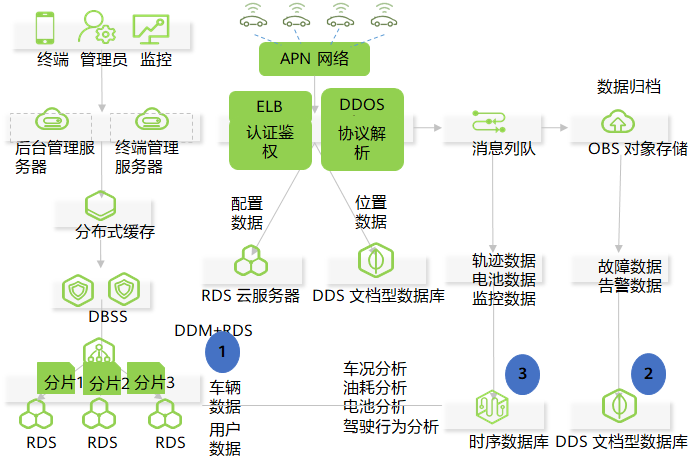 终端 管理员 监控
APN 网络
ELB
认证鉴
权
DDOS
协议解
析
数据归档
后台管理服
务器
终端管理
服务器
消息列队
OBS 对象存储
分布式缓存
配置
数据
位置
数据
轨迹数据
电池数据
监控数据
故障数据
告警数据
RDS 云服务器
DDS 文档型数据库
DBSS
DDM+RDS
1
分片1
分片2
分片3
车辆
数据
用户
数据
车况分析
油耗分析
电池分析
驾驶行为分析
3
2
RDS
RDS
RDS
时序数据库
DDS 文档型数据库